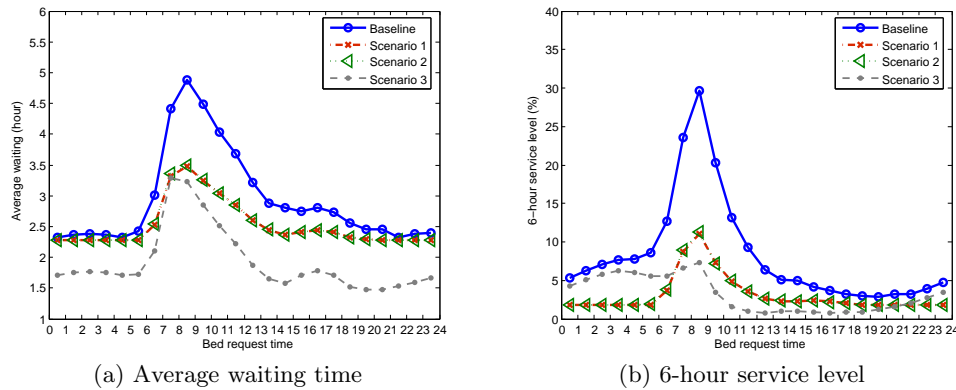 6
5.5
5
4.5
4
3.5
3
2.5
2
1.5
1
Average waiting (hour)
0 1 2 3 4 5 6 7 8 9 10 11 12 13 14 15 16 17 18 19 20 21 22 23 24
Bed request time
Baseline
Scenario 1
Scenario 2
Scenario 3
(a) Average waiting time
40
35
30
25
20
15
10
5
0
6−hour service level (%)
0 1 2 3 4 5 6 7 8 9 10 11 12 13 14 15 16 17 18 19 20 21 22 23 24
Bed request time
Baseline
Scenario 1
Scenario 2
Scenario 3
(b) 6-hour service level